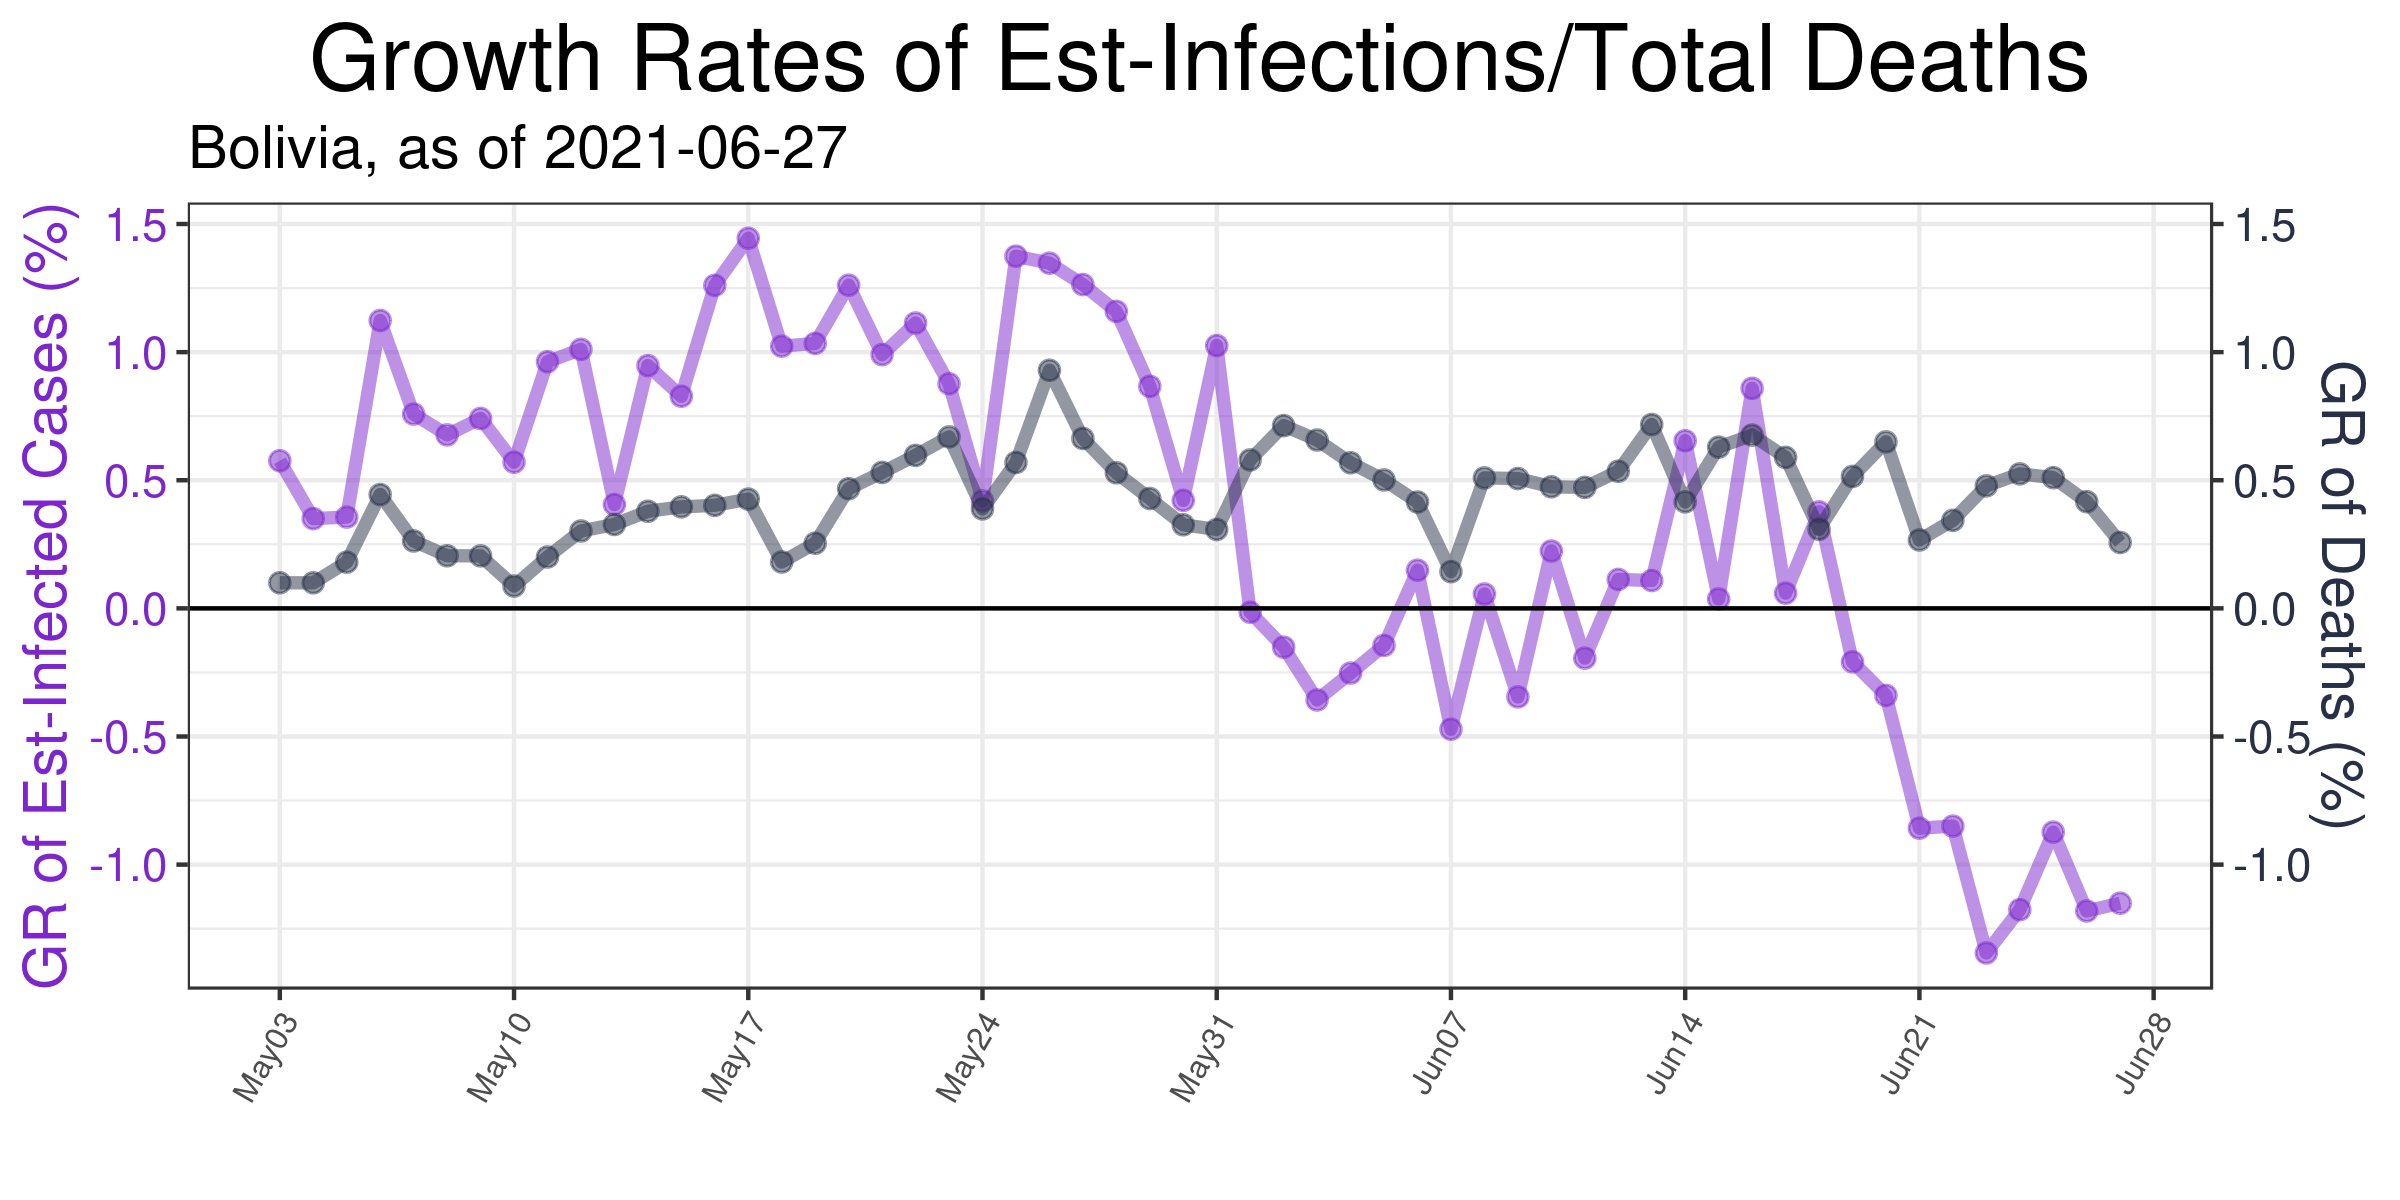 Growth Rates of Est-Infections/Total Deaths
Bolivia, as of 2021-06-27
GR of Est-Infected Cases (%)
1.5
1.0
0.5
0.0
-0.5
-1.0
1.5
1.0
0.5
0.0
-0.5
-1.0
GR of Deaths (%)
May03
May10
May17
May24
May31
Jun07
Jun14
Jun21
Jun28